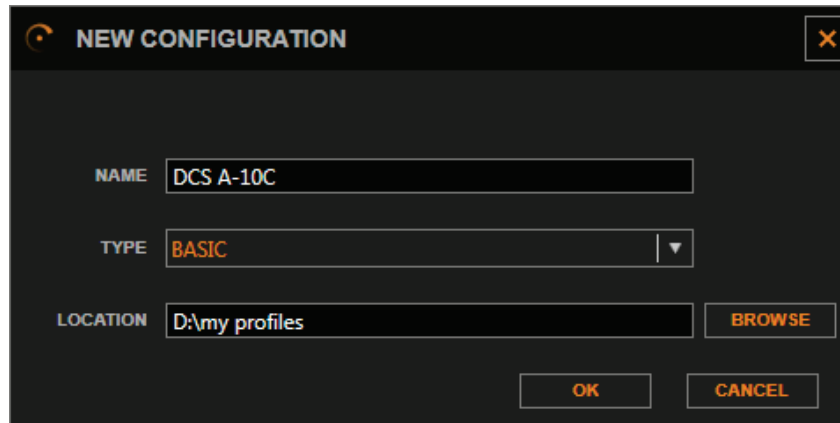 NEW CONFIGURATION
NAME DCS A-10C
TYPE BASIC
LOCATION D:\my profiles BROWSE
OK CANCEL